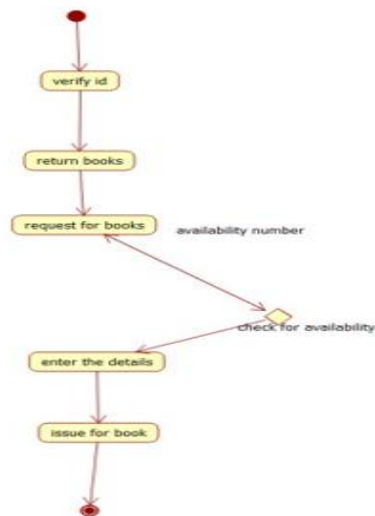 verify id
return books
request for books
availability number
check for availability
enter the details
issue for book